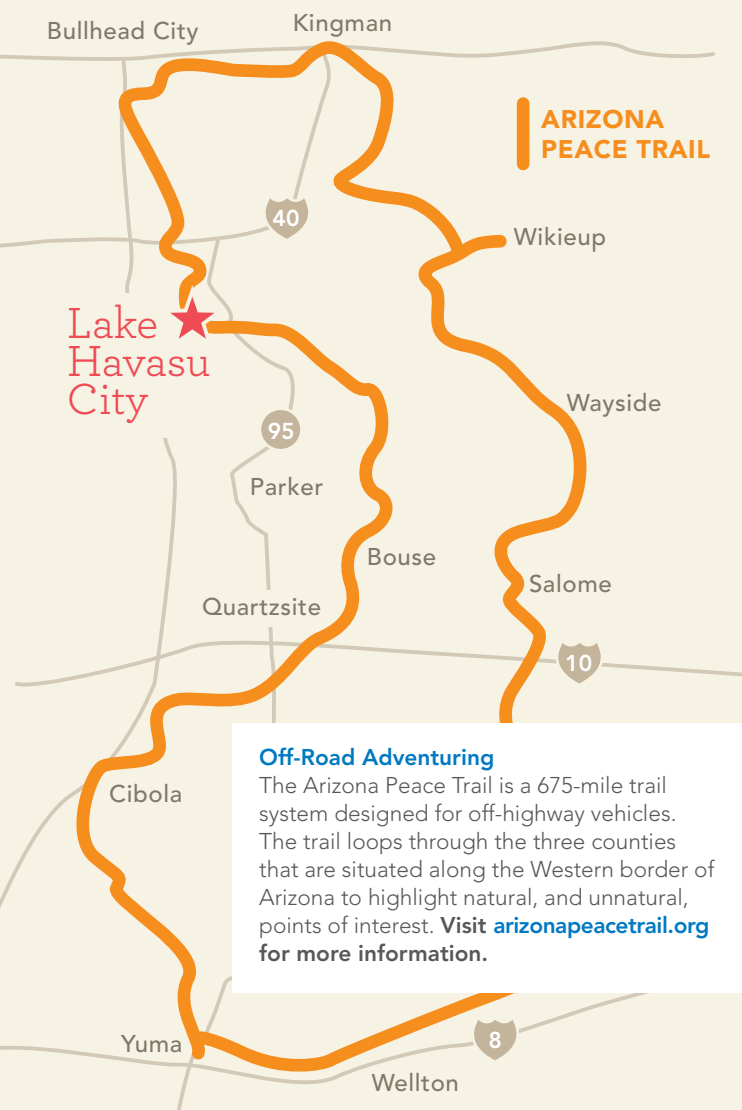 Kingman
Bullhead City
ARIZONA
PEACE TRAIL
40
Wikieup
Lake
Havasu
City
Wayside
95
Parker
Bouse
Salome
Quartzsite
10
Off-Road Adventuring
The Arizona Peace Trail is a 675-mile trail
system designed for off-highway vehicles.
The trail loops through the three counties
that are situated along the Western border of
Arizona to highlight natural, and unnatural,
points of interest. Visit arizonapeacetrail.org
for more information.
Cibola
Yuma
8
Wellton